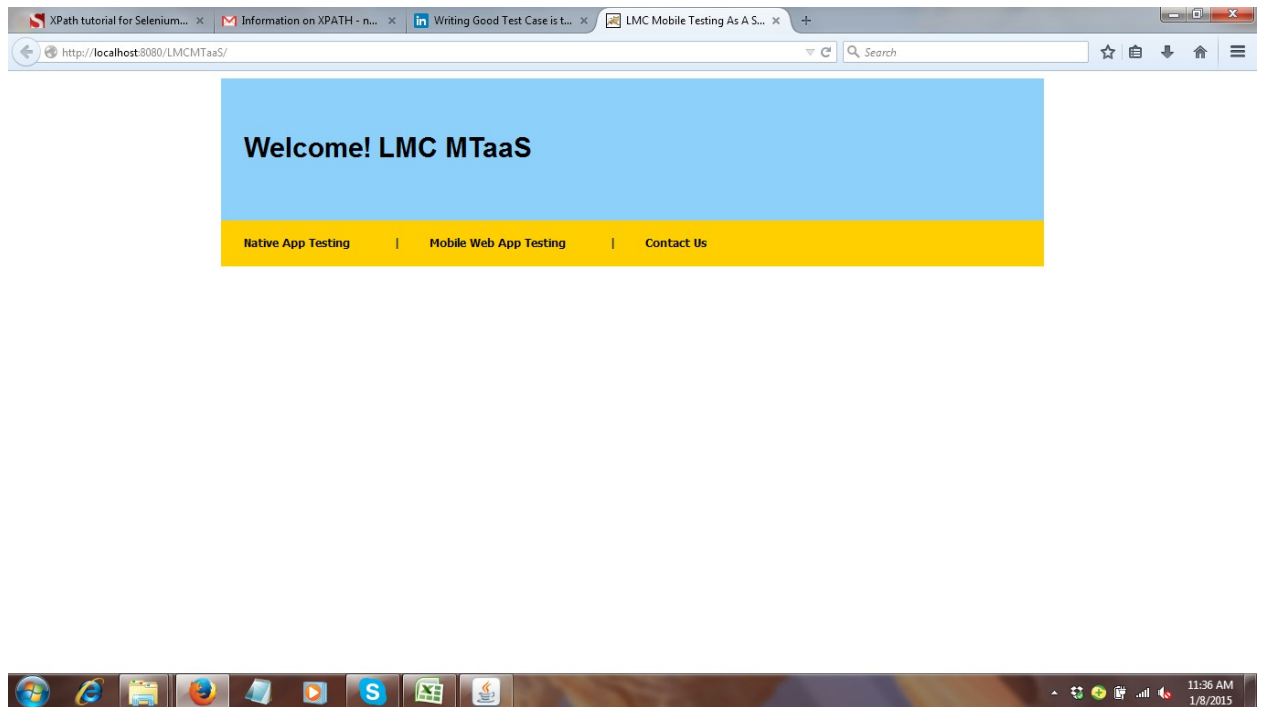 XPath tutorial for Selenium...
Information on XPATH - n...
in Writing Good Test Case is t...
LMC Mobile Testing As A S...
http://localhost:8080/LMCMTaaS/
Search
Welcome! LMC MTaaS
Native App Testing | Mobile Web App Testing | Contact Us
11:36 AM
1/8/2015